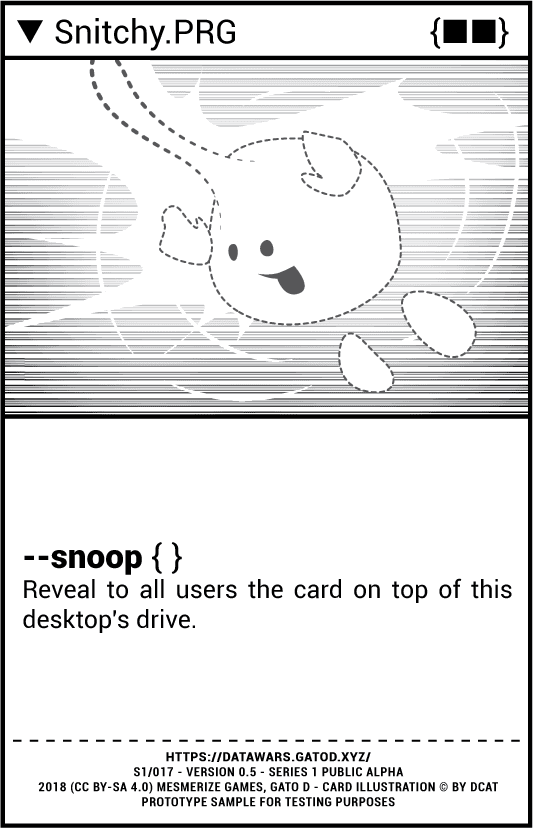 ▼ Snitchy.PRG {■■}
--snoop { }
Reveal to all users the card on top of this
desktop's drive.
HTTPS://DATAWARS.GATOD.XYZ/
S1/017 - VERSION 0.5 - SERIES 1 PUBLIC ALPHA
2018 (CC BY-SA 4.0) MESMERIZE GAMES, GATO D - CARD ILLUSTRATION © BY DCAT
PROTOTYPE SAMPLE FOR TESTING PURPOSES